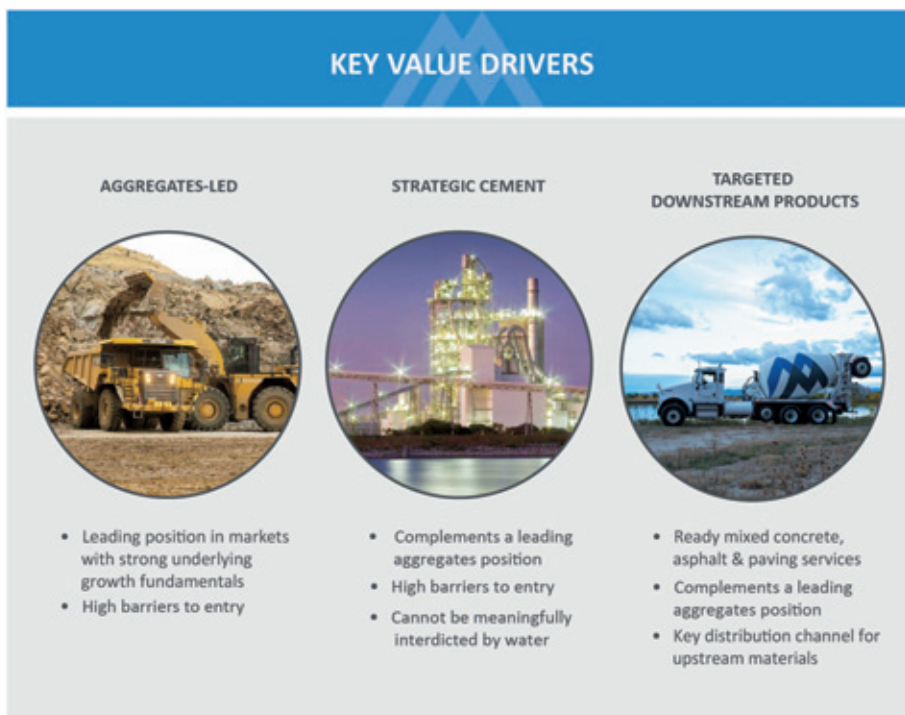 KEY VALUE DRIVERS
AGGREGATES-LED
• Leading position in markets
with strong underlying
growth fundamentals
• High barriers to entry
STRATEGIC CEMENT
• Complements a leading
aggregates position
• High barriers to entry
• Cannot be meaningfully
interdicted by water
TARGETED
DOWNSTREAM PRODUCTS
• Ready mixed concrete,
asphalt & paving services
• Complements a leading
aggregates position
• Key distribution channel for
upstream materials